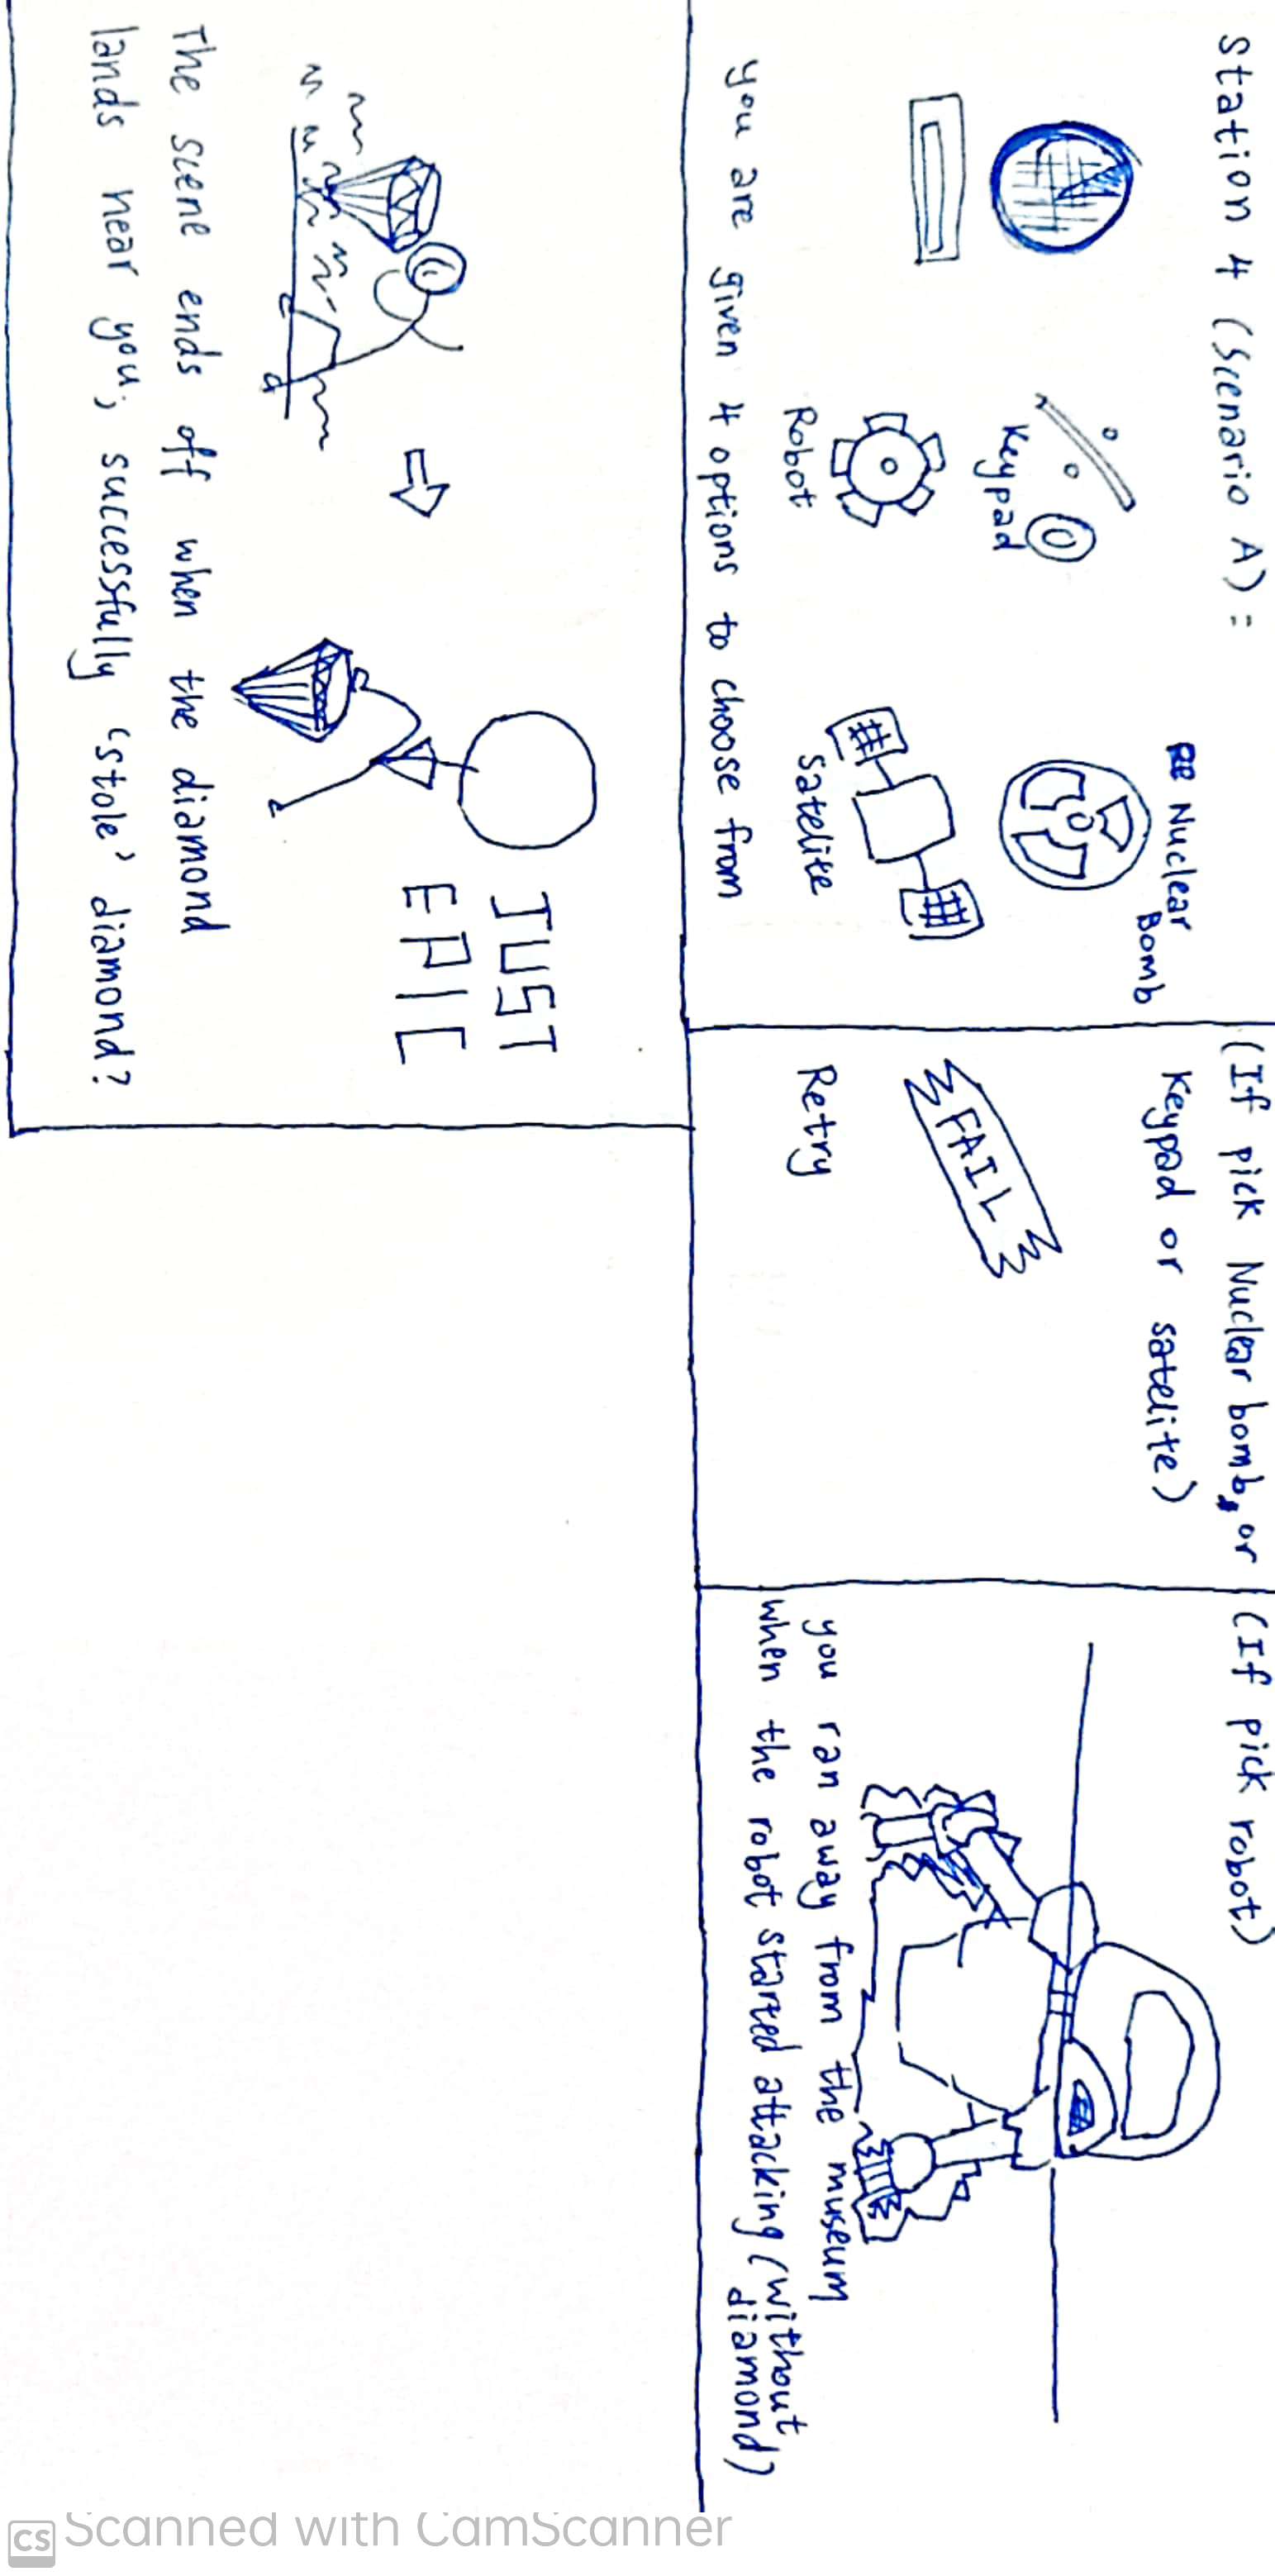 Station 4 (Scenario A) :
Nuclear
Bomb
Keypad
Robot
Satelite
you are given 4 options to choose from
(If pick Nuclear bomb, or
Keypad or satelite)
FAIL
Retry
(If pick robot)
you ran away from the museum
when the robot started attacking (without
diamond)
JUST
EPIC
The scene ends off when the diamond
lands near you; successfully 'stole' diamond?
CS Scanned with CamScanner